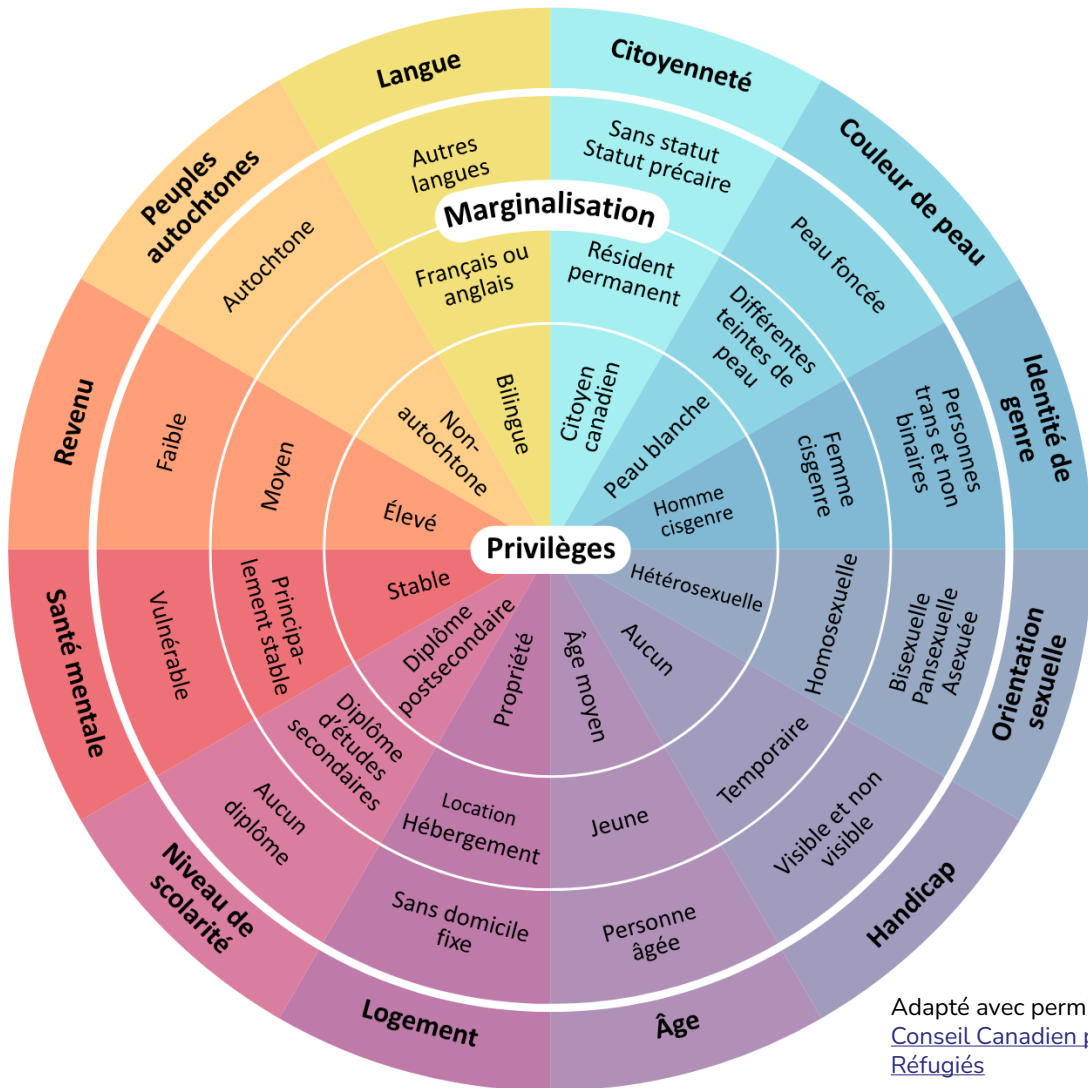 Langue
Autres
langues
Français ou
anglais
Bilingue
Citoyenneté
Sans statut
Statut précaire
Résident
permanent
Citoyen
canadien
Couleur de peau
Peau foncée
Différentes
teintes de
peau
Peau blanche
Identité de
genre
Personnes
trans et non
binaires
Femme
cisgenre
Homme
cisgenre
Orientation
sexuelle
Bisexuelle
Pansexuelle
Asexuée
Homosexuelle
Hétérosexuelle
Handicap
Visible et non
visible
Temporaire
Aucun
Âge
Personne
âgée
Jeune
Âge moyen
Logement
Sans domicile
fixe
Location
Hébergement
Propriété
Niveau de
scolarité
Aucun
diplôme
Diplôme
d'études
secondaires
Diplôme
postsecondaire
Santé mentale
Vulnérable
Principa-
lement stable
Stable
Revenu
Faible
Moyen
Élevé
Peuples
autochtones
Autochtone
Non-
autochtone
Marginalisation
Privilèges
Adapté avec perm
Conseil Canadien p
Réfugiés